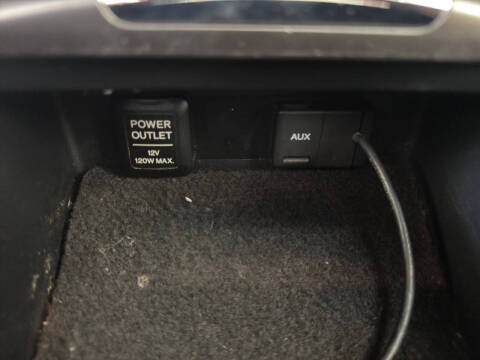 POWER
OUTLET
12V
120W MAX.
AUX